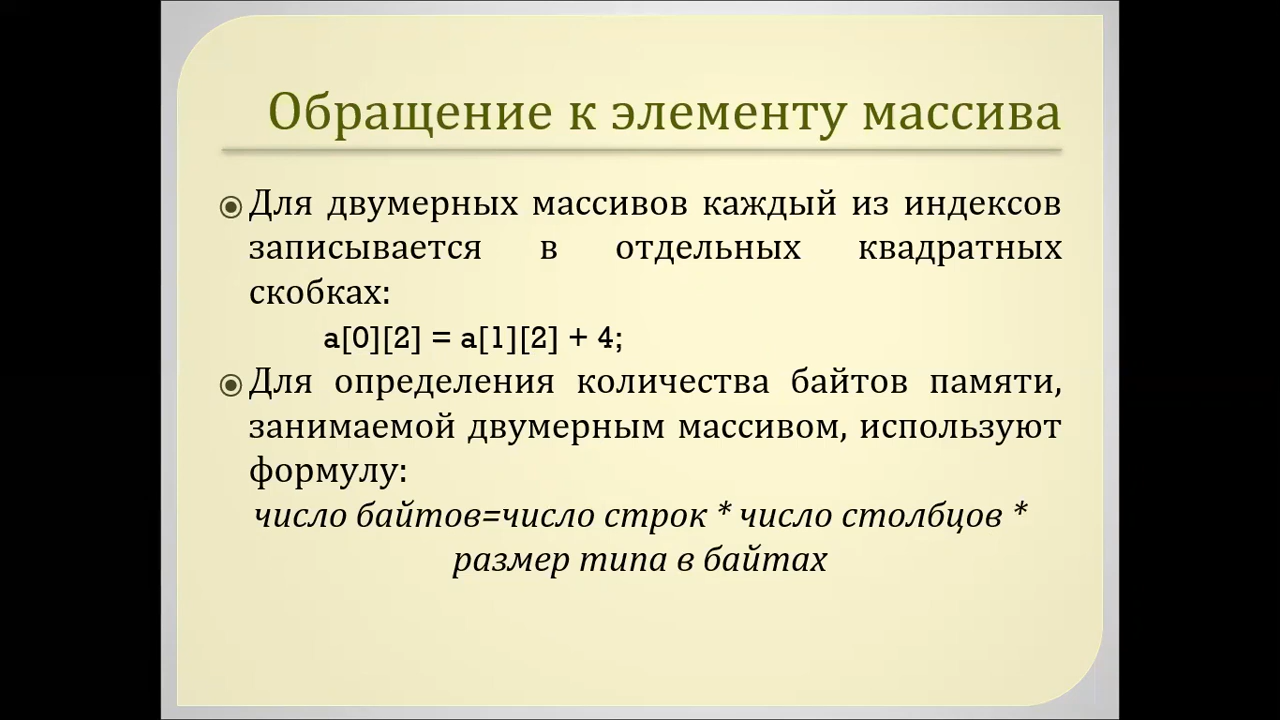 Обращение к элементу массива
Для двумерных массивов каждый из индексов
записывается в отдельных квадратных
скобках:
a[0][2] = a[1][2] + 4;
Для определения количества байтов памяти,
занимаемой двумерным массивом, используют
формулу:
число байтов=число строк * число столбцов *
размер типа в байтах